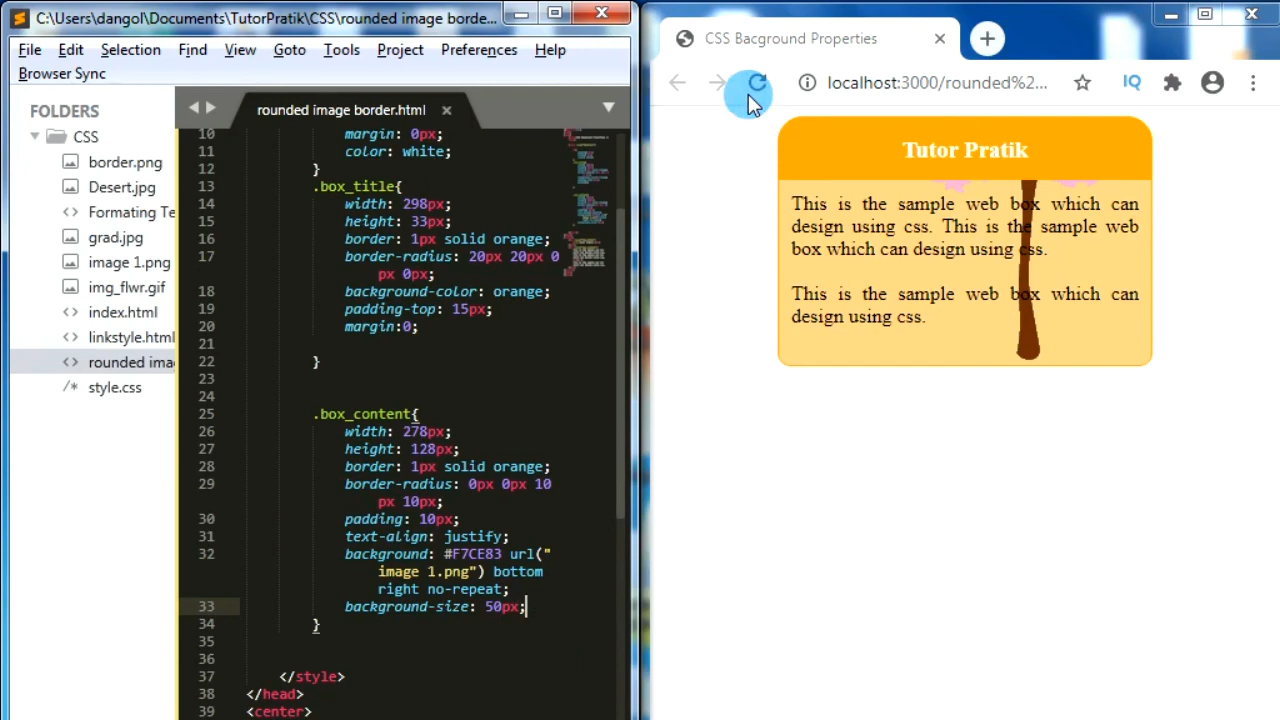 C:\Users\dangol\Documents\TutorPratik\CSS\rounded image borde...
File Edit Selection Find View Goto Tools Project Preferences Help
Browser Sync
FOLDERS
CSS
border.png
Desert.jpg
Formating Te
grad.jpg
image 1.png
img_flwr.gif
index.html
linkstyle.html
rounded ima
style.css
rounded image border.html
10 margin: 0px;
11 color: white;
12 }
13 .box_title{
14 width: 298px;
15 height: 33px;
16 border: 1px solid orange;
17 border-radius: 20px 20px 0
px 0px;
18 background-color: orange;
19 padding-top: 15px;
20 margin:0;
21
22 }
23
24
25 .box_content{
26 width: 278px;
27 height: 128px;
28 border: 1px solid orange;
29 border-radius: 0px 0px 10
px 10px;
30 padding: 10px;
31 text-align: justify;
32 background: #F7CE83 url("
image 1.png") bottom
right no-repeat;
33 background-size: 50px;
34 }
35
36
37 </style>
38 </head>
39 <center>
CSS Bacground Properties
localhost:3000/rounded%2...
IQ
Tutor Pratik
This is the sample web box which can
design using css. This is the sample web
box which can design using css.
This is the sample web box which can
design using css.